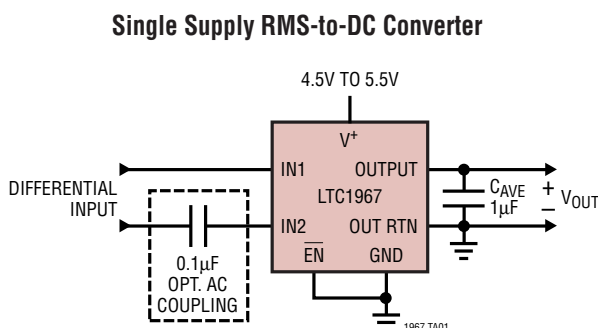 Single Supply RMS-to-DC Converter
4.5V TO 5.5V
V+
IN1
OUTPUT
DIFFERENTIAL
INPUT
LTC1967
CAVE
1µF
+
–
VOUT
IN2
OUT RTN
EN
GND
0.1µF
OPT. AC
COUPLING
1967 TA01